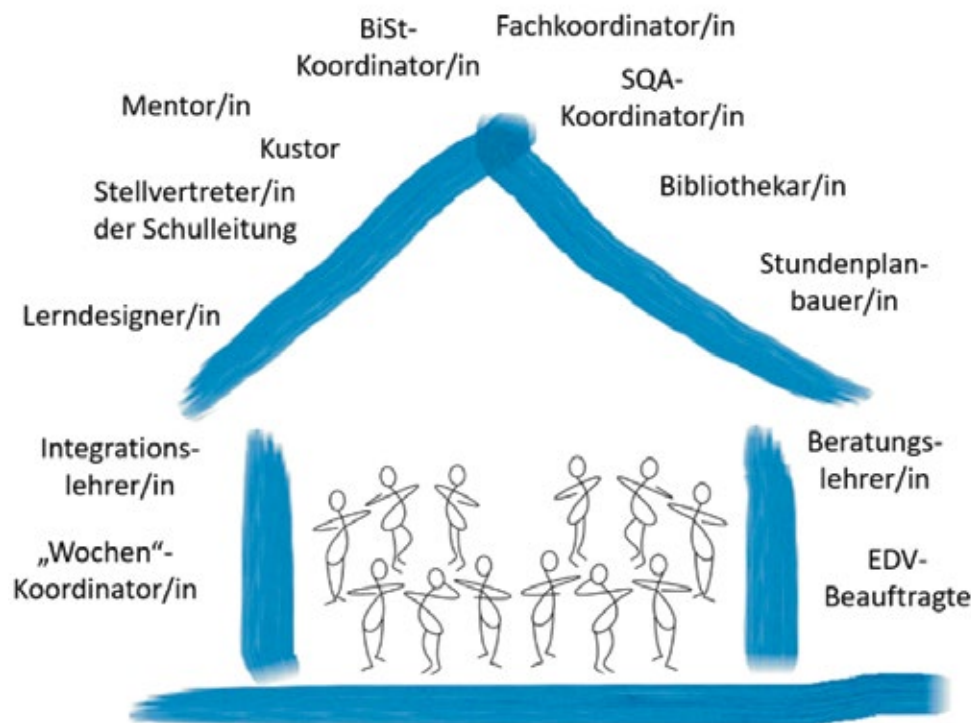 BiSt-
Koordinator/in
Fachkoordinator/in
SQA-
Koordinator/in
Mentor/in
Kustor
Stellvertreter/in
der Schulleitung
Bibliothekar/in
Stundenplan-
bauer/in
Lerndesigner/in
Integrations-
lehrer/in
Beratungs-
lehrer/in
„Wochen“-
Koordinator/in
EDV-
Beauftragte